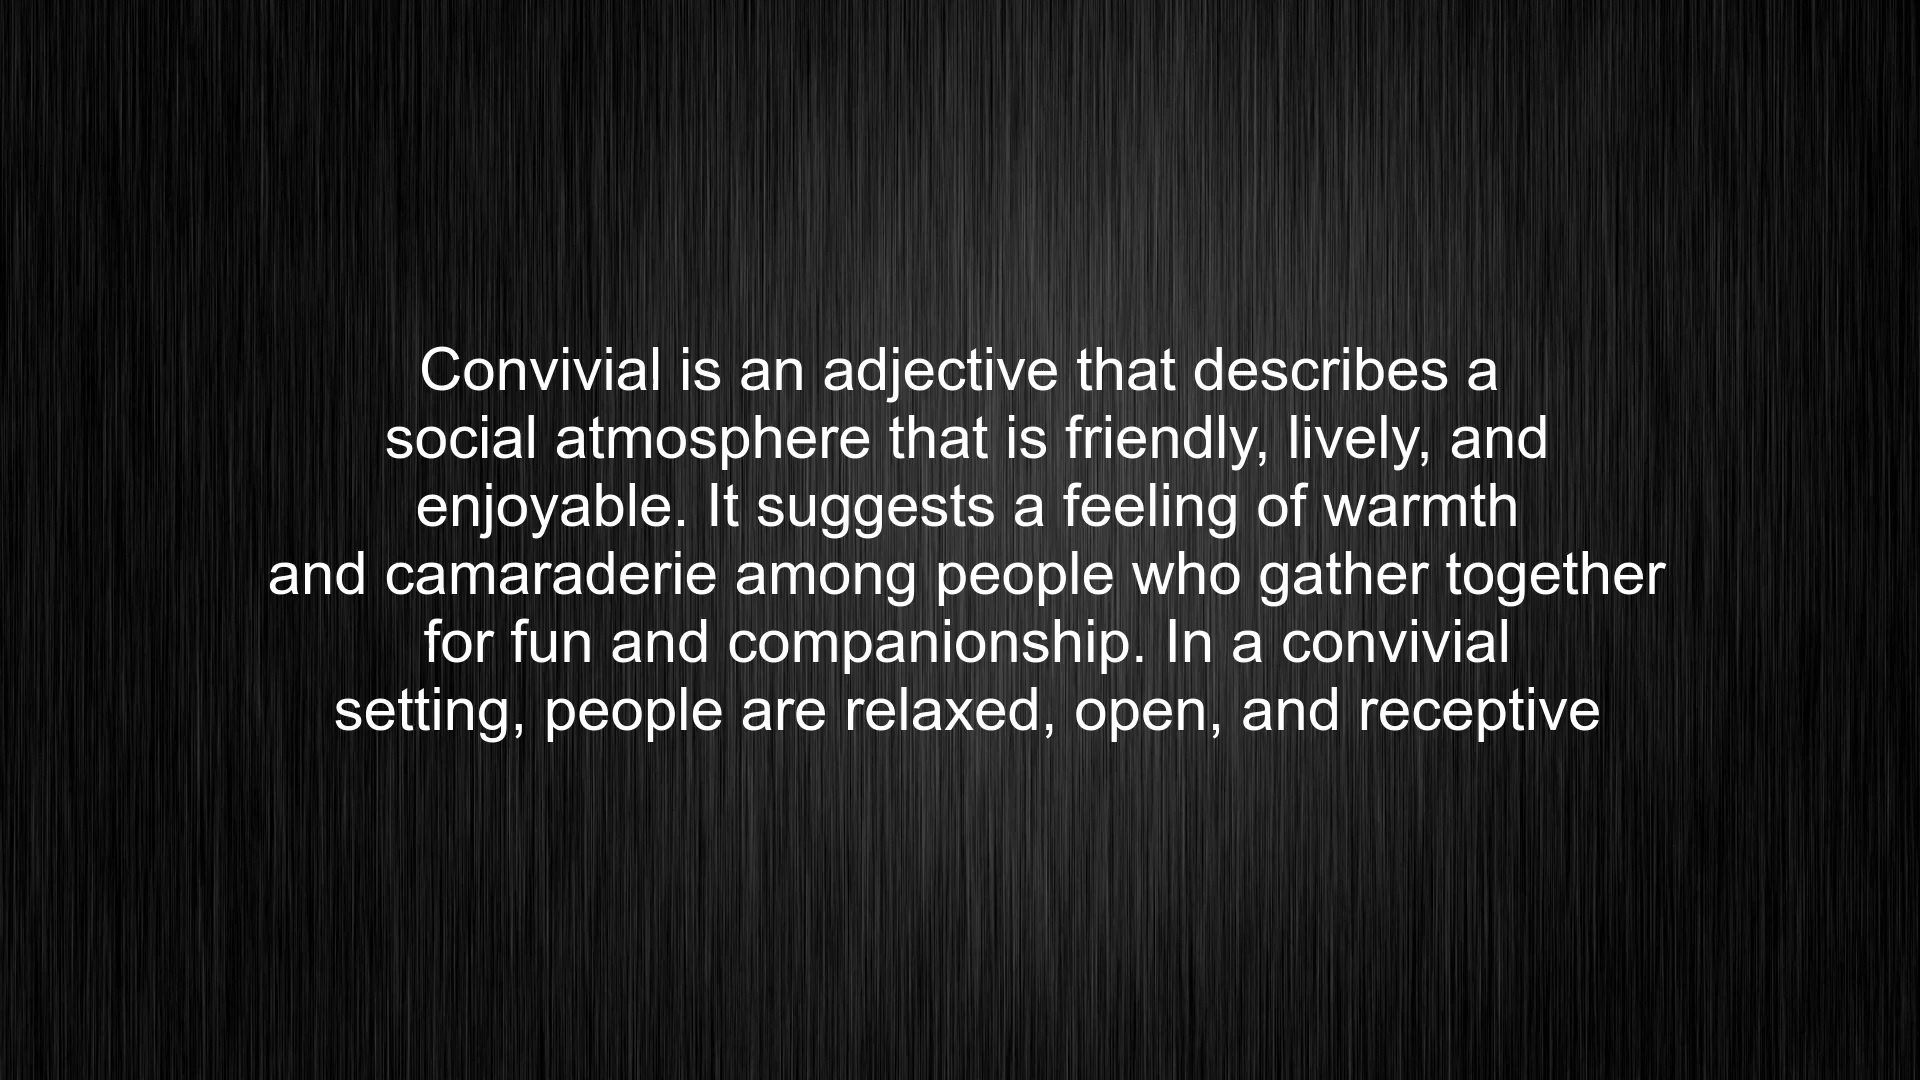 Convivial is an adjective that describes a
social atmosphere that is friendly, lively, and
enjoyable. It suggests a feeling of warmth
and camaraderie among people who gather together
for fun and companionship. In a convivial
setting, people are relaxed, open, and receptive